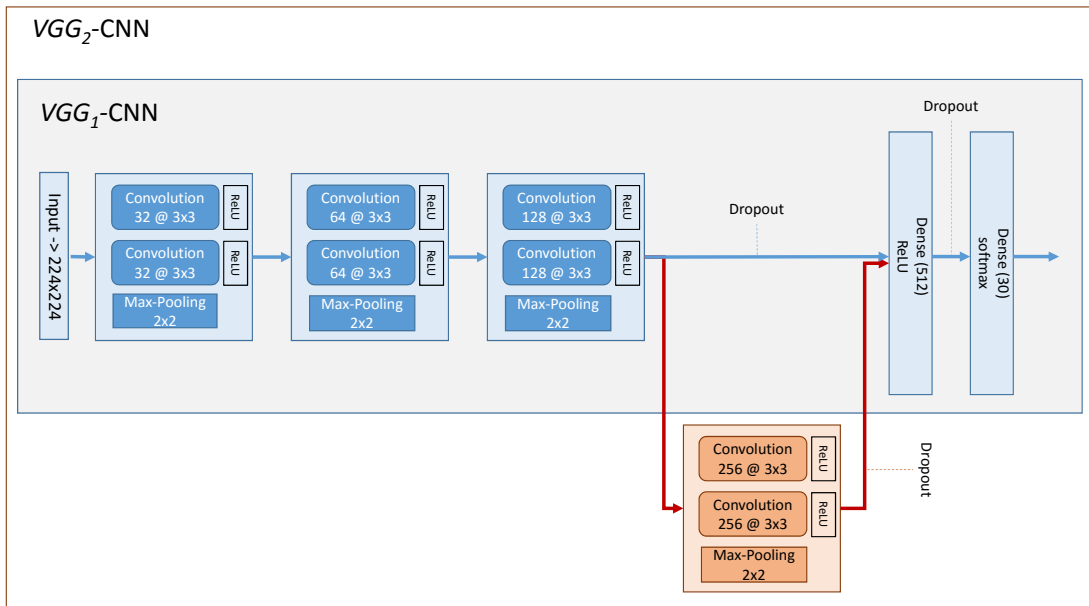 VGG2-CNN
VGG1-CNN
Dropout
Input -> 224x224
Convolution
32 @ 3x3
ReLU
Convolution
32 @ 3x3
ReLU
Max-Pooling
2x2
Convolution
64 @ 3x3
ReLU
Convolution
64 @ 3x3
ReLU
Max-Pooling
2x2
Convolution
128 @ 3x3
ReLU
Convolution
128 @ 3x3
ReLU
Max-Pooling
2x2
Dropout
Dense (512)
ReLU
Dense (30)
softmax
Convolution
256 @ 3x3
ReLU
Convolution
256 @ 3x3
ReLU
Max-Pooling
2x2
Dropout